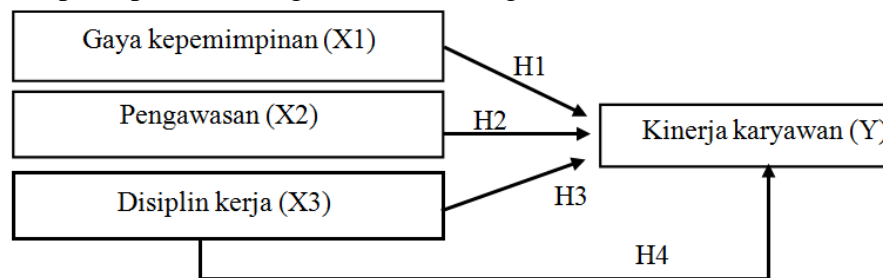 Gaya kepemimpinan (X1)
H1
Pengawasan (X2)
H2
Kinerja karyawan (Y)
Disiplin kerja (X3)
H3
H4